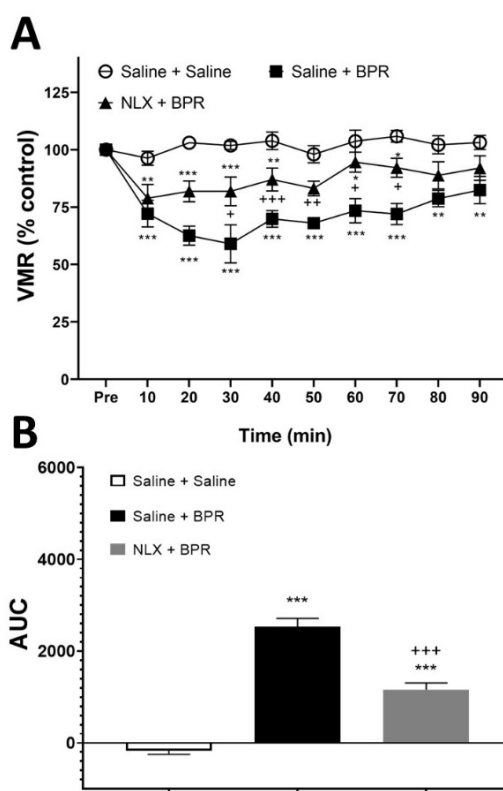 A
Saline + Saline
Saline + BPR
NLX + BPR
VMR (% control)
125
100
75
50
25
0
** *** *** ** * *
+ +++ ++ + +
*** *** *** *** *** *** *** ** **
Pre 10 20 30 40 50 60 70 80 90
Time (min)
B
Saline + Saline
Saline + BPR
NLX + BPR
AUC
6000
4000
2000
0
***
+++
***